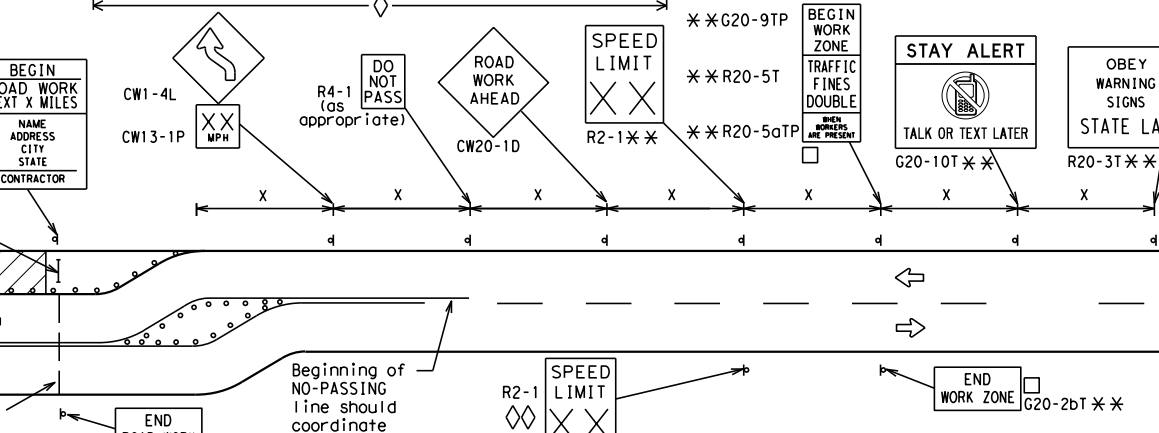 BEGIN
ROAD WORK
NEXT X MILES
NAME
ADDRESS
CITY
STATE
CONTRACTOR
CW1-4L
CW13-1P
XX
MPH
R4-1
(as
appropriate)
DO
NOT
PASS
ROAD
WORK
AHEAD
CW20-1D
SPEED
LIMIT
X X
R2-1**
**G20-9TP
**R20-5T
**R20-5aTP
BEGIN
WORK
ZONE
TRAFFIC
FINES
DOUBLE
WHEN
WORKERS
ARE PRESENT
STAY ALERT
TALK OR TEXT LATER
G20-10T**
OBEY
WARNING
SIGNS
STATE LA
R20-3T**
X X X X X X X
Beginning of
NO-PASSING
line should
coordinate
R2-1
SPEED
LIMIT
X X
END
WORK ZONE
G20-2bT**
END